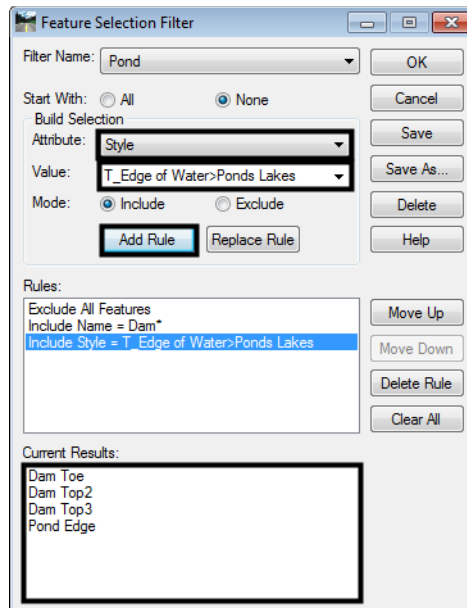 Feature Selection Filter
Filter Name: Pond
OK
Start With: All None
Cancel
Build Selection
Save
Attribute: Style
Value: T_Edge of Water>Ponds Lakes
Save As...
Mode: Include Exclude
Delete
Add Rule Replace Rule
Help
Rules:
Exclude All Features
Include Name = Dam*
Include Style = T_Edge of Water>Ponds Lakes
Move Up
Move Down
Delete Rule
Clear All
Current Results:
Dam Toe
Dam Top2
Dam Top3
Pond Edge